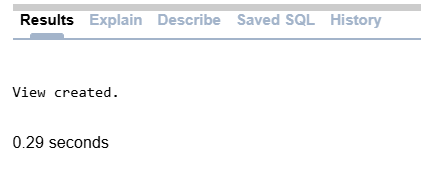 Results Explain Describe Saved SQL History
View created.
0.29 seconds